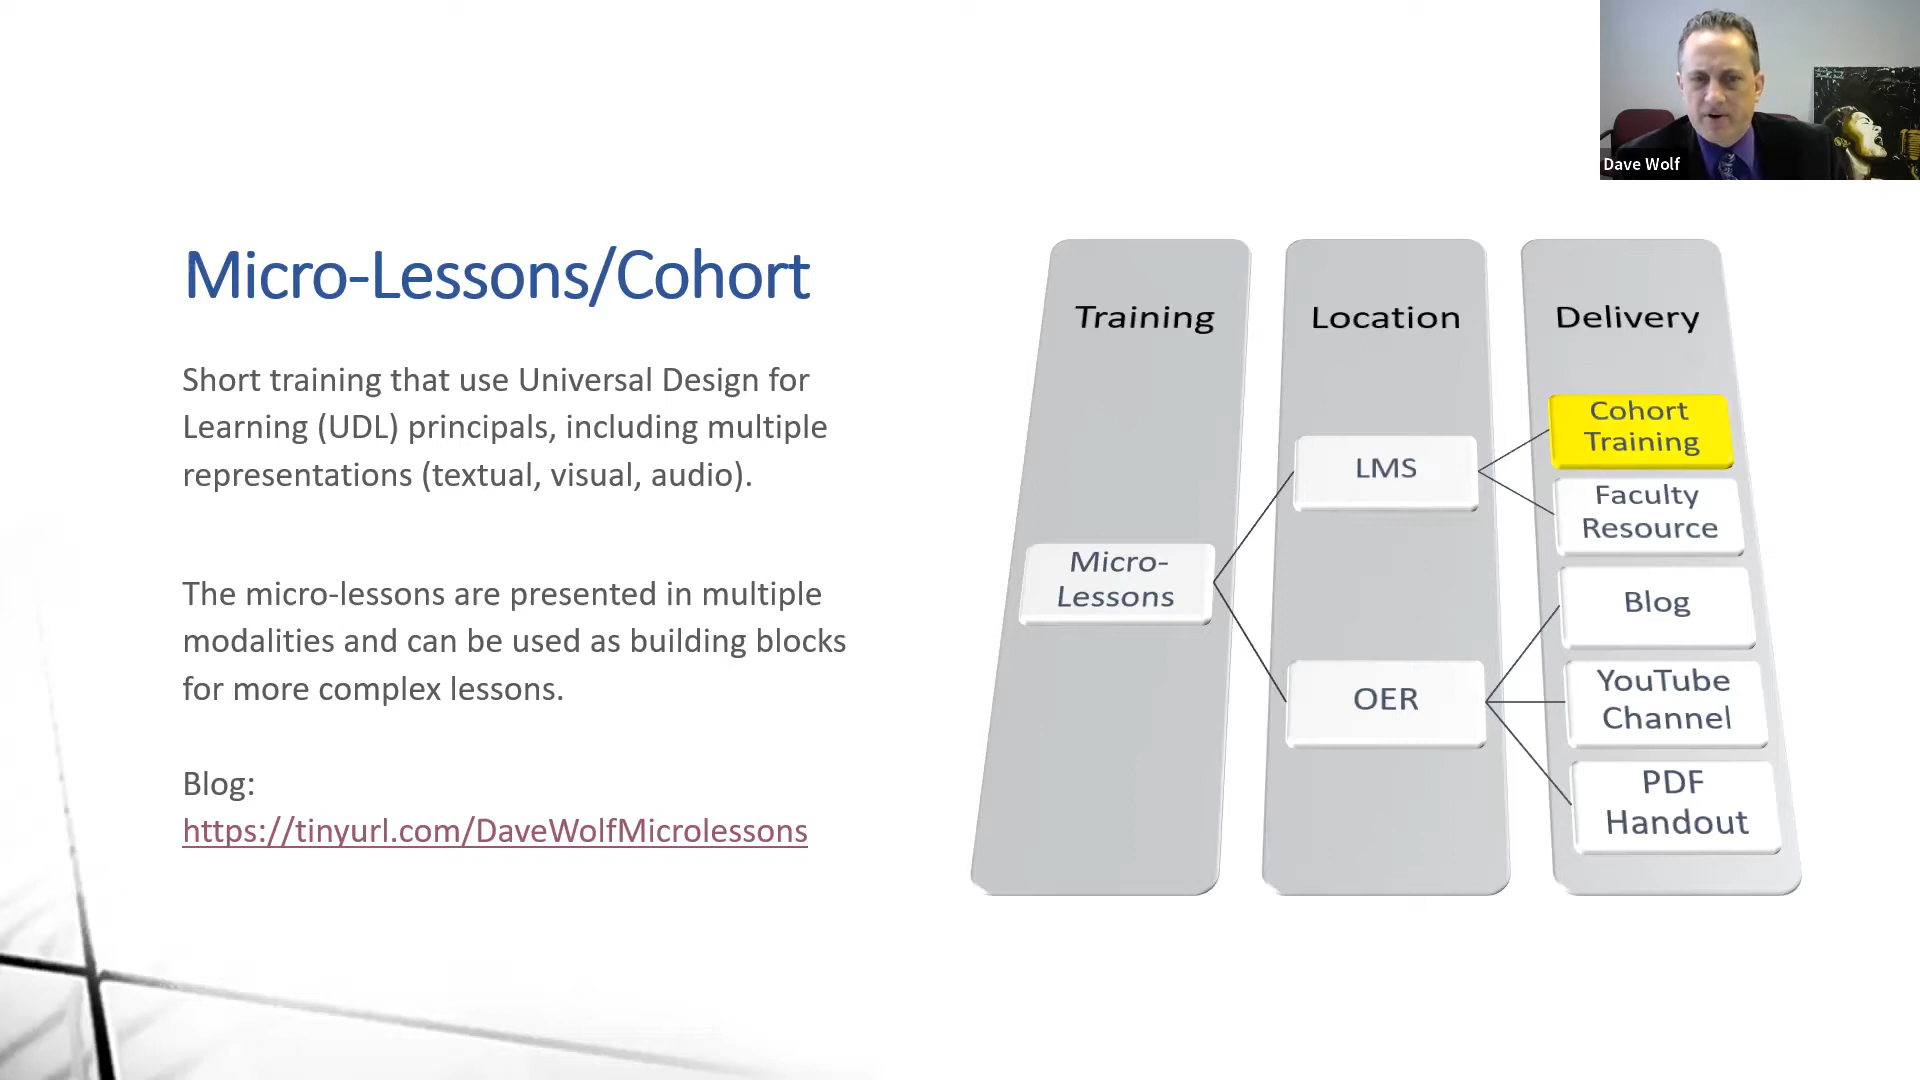 Dave Wolf
Micro-Lessons/Cohort
Short training that use Universal Design for
Learning (UDL) principals, including multiple
representations (textual, visual, audio).
The micro-lessons are presented in multiple
modalities and can be used as building blocks
for more complex lessons.
Blog:
https://tinyurl.com/DaveWolfMicrolessons
Training
Micro-
Lessons
Location
LMS
OER
Delivery
Cohort
Training
Faculty
Resource
Blog
YouTube
Channel
PDF
Handout